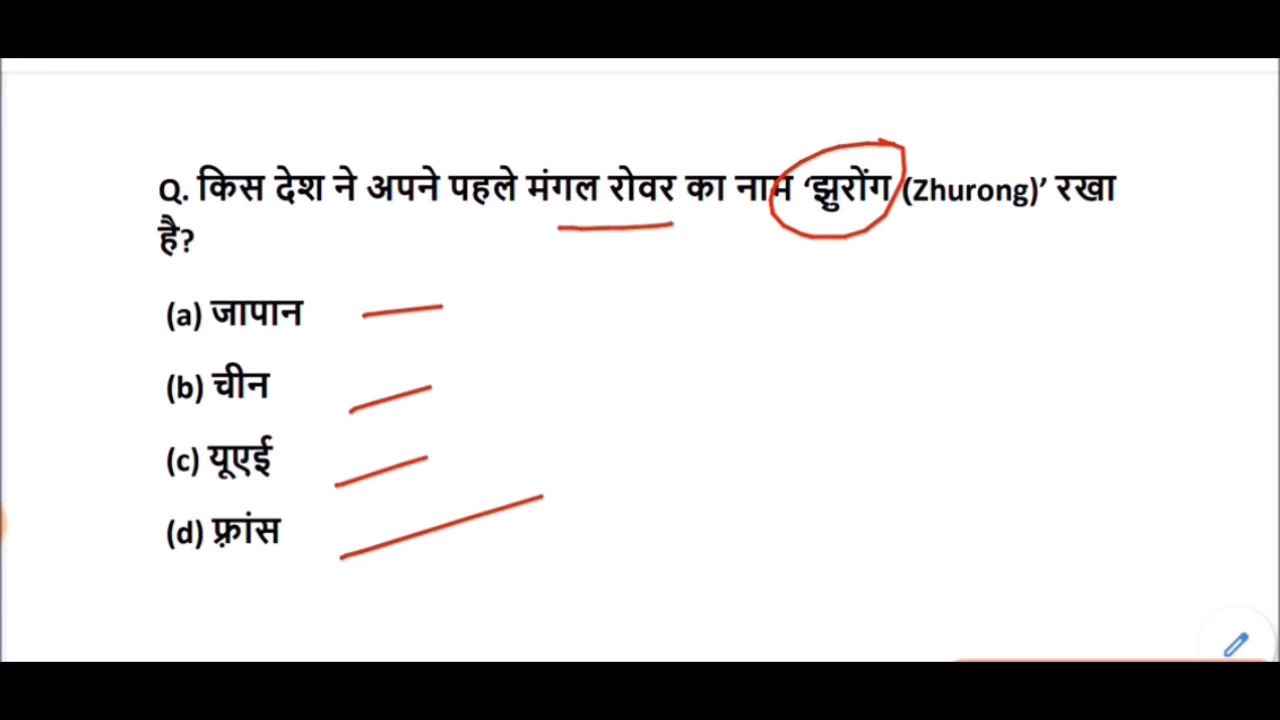 Q. किस देश ने अपने पहले मंगल रोवर का नाम ‘झुरोंग (Zhurong)’ रखा
है?
(a) जापान
(b) चीन
(c) यूएई
(d) फ़्रांस